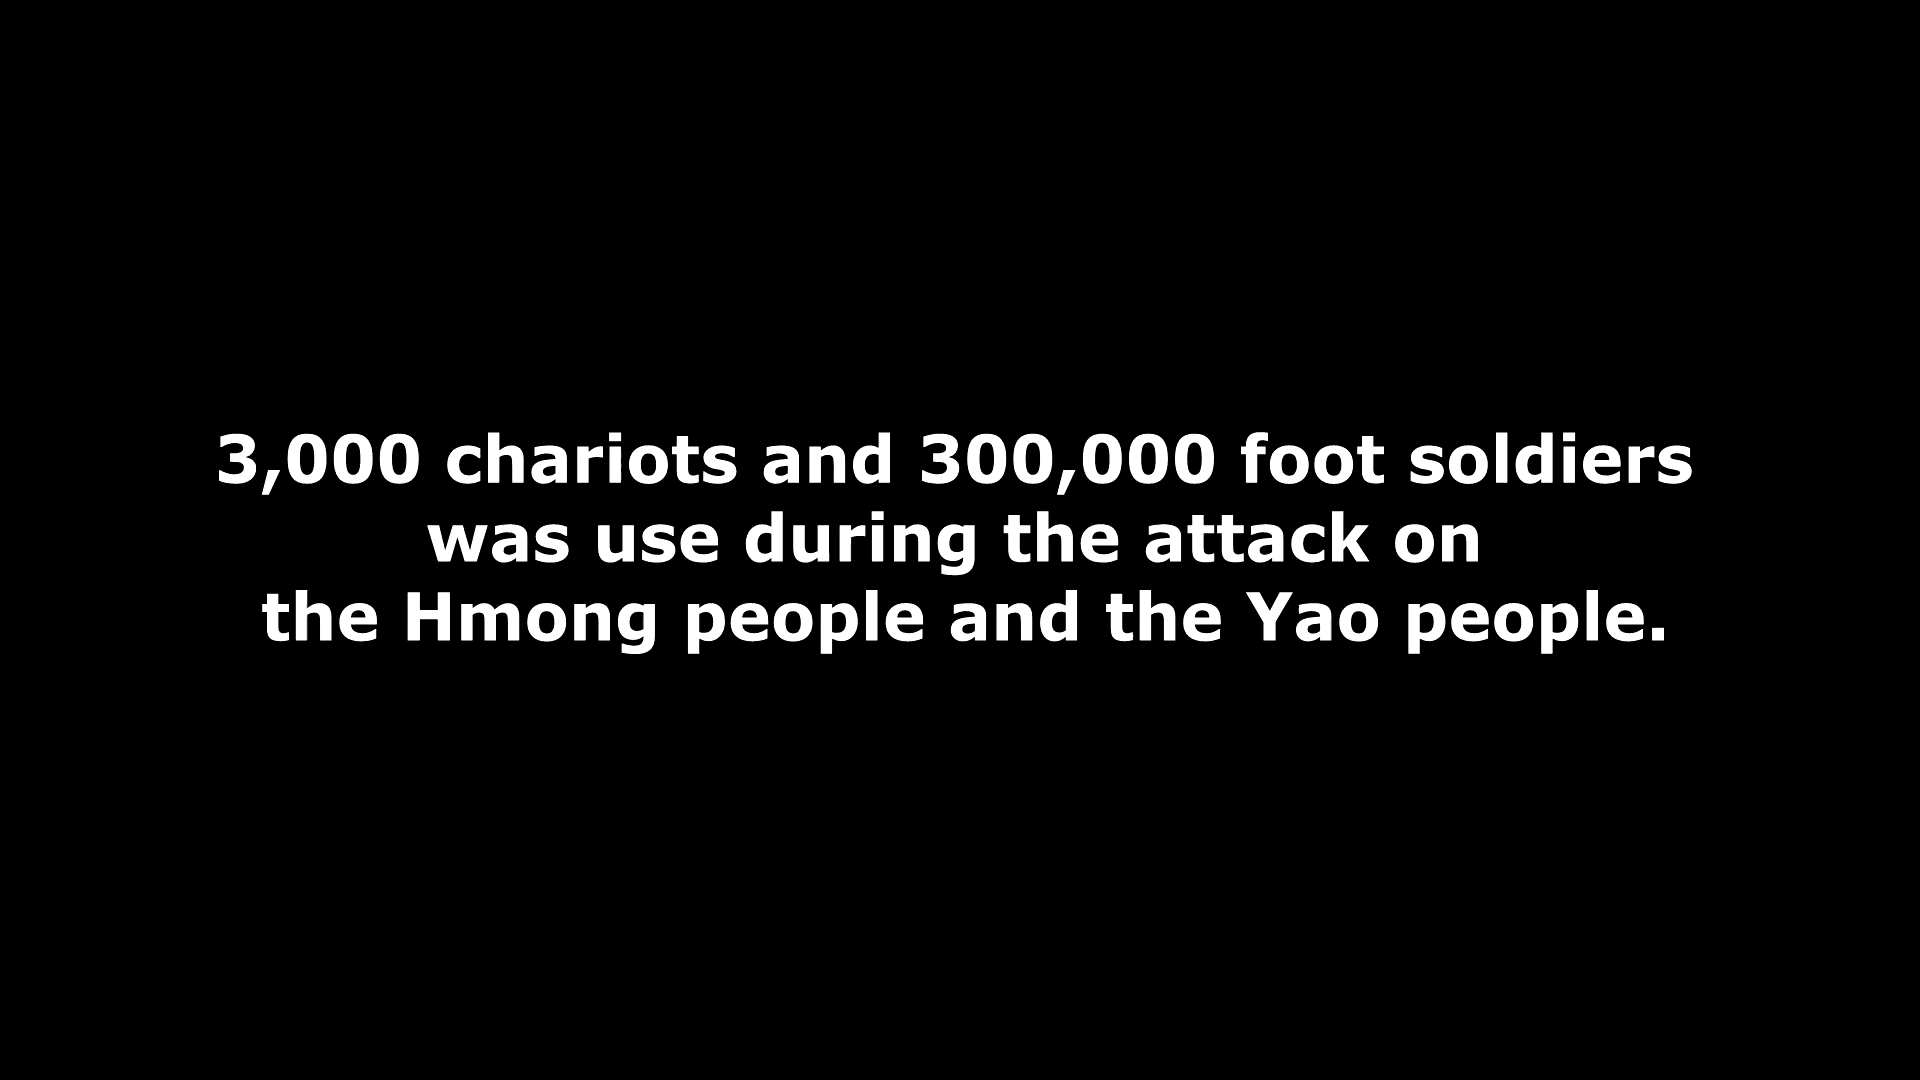 3,000 chariots and 300,000 foot soldiers
was use during the attack on
the Hmong people and the Yao people.